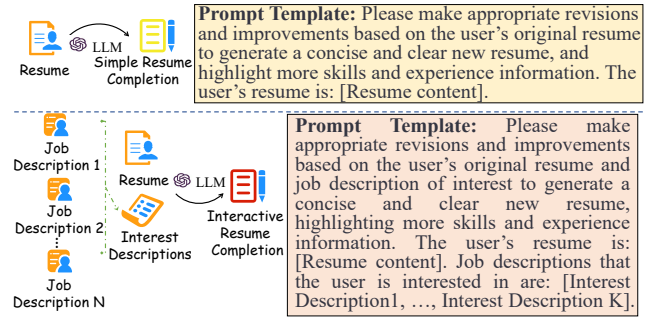 LLM
Resume
Simple Resume
Completion
Prompt Template: Please make appropriate revisions
and improvements based on the user's original resume
to generate a concise and clear new resume, and
highlight more skills and experience information. The
user's resume is: [Resume content].
Job
Description 1
Job
Description 2
Job
Description N
Resume
LLM
Interest
Descriptions
Interactive
Resume
Completion
Prompt Template: Please make
appropriate revisions and improvements
based on the user's original resume and
job description of interest to generate a
concise and clear new resume,
highlighting more skills and experience
information. The user's resume is:
[Resume content]. Job descriptions that
the user is interested in are: [Interest
Description1, …, Interest Description K].